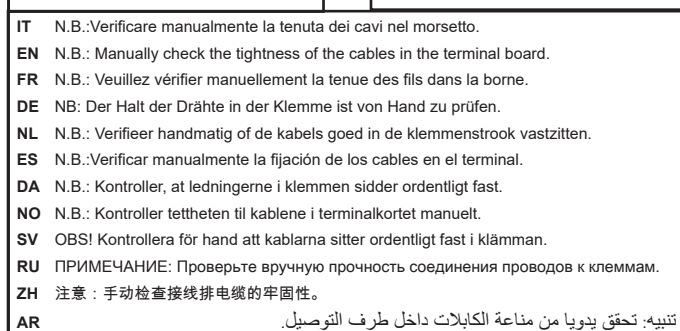 IT N.B.:Verificare manualmente la tenuta dei cavi nel morsetto.
EN N.B.: Manually check the tightness of the cables in the terminal board.
FR N.B.: Veuillez vérifier manuellement la tenue des fils dans la borne.
DE NB: Der Halt der Drähte in der Klemme ist von Hand zu prüfen.
NL N.B.: Verifieer handmatig of de kabels goed in de klemmenstrook vastzitten.
ES N.B.:Verificar manualmente la fijación de los cables en el terminal.
DA N.B.: Kontroller, at ledningerne i klemmen sidder ordentligt fast.
NO N.B.: Kontroller tettheten til kablene i terminalkortet manuelt.
SV OBS! Kontrollera för hand att kablarna sitter ordentligt fast i klämman.
RU ПРИМЕЧАНИЕ: Проверьте вручную прочность соединения проводов к клеммам.
ZH 注意：手动检查接线排电缆的牢固性。
AR تنبيه: تحقق يدويا من مناعة الكابلات داخل طرف التوصيل.